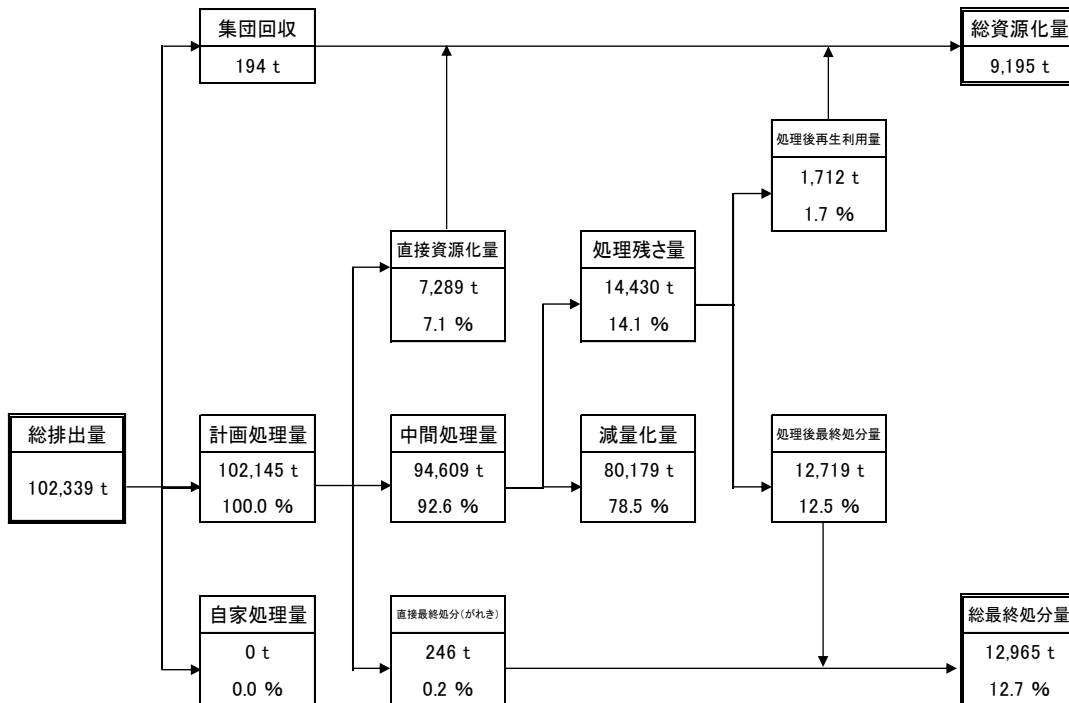 集団回収
194 t
総資源化量
9,195 t
処理後再生利用量
1,712 t
1.7 %
直接資源化量
7,289 t
7.1 %
処理残さ量
14,430 t
14.1 %
総排出量
102,339 t
計画処理量
102,145 t
100.0 %
中間処理量
94,609 t
92.6 %
減量化量
80,179 t
78.5 %
処理後最終処分量
12,719 t
12.5 %
自家処理量
0 t
0.0 %
直接最終処分(がれき)
246 t
0.2 %
総最終処分量
12,965 t
12.7 %